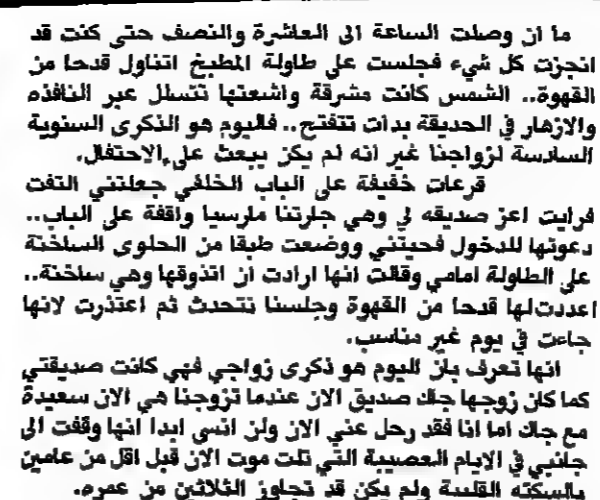 ما ان وصلت الساعة الى العاشرة والنصف حتى كنت قد
انجزت كل شيء فجلست على طاولة المطبخ اتناول قدحا من
القهوة.. الشمس كانت مشرقة واشعتها تتسلل عبر النافذه
والازهار في الحديقة بدات تتفتح.. فاليوم هو الذكرى السنوية
السادسة لزواجنا غير انه لم يكن يبعث على الاحتفال.
قرعات خفيفة على الباب الخلفي جعلتني التفت
فرايت اعز صديقه لي وهي جارتنا مارسيا واقفة على الباب..
دعوتها للدخول فحيتني ووضعت طبقا من الحلوى الساخنة
على الطاولة امامي وقالت انها ارادت ان اتذوقها وهي ساخنة..
اعددت لها قدحا من القهوة وجلسنا نتحدث ثم اعتذرت لانها
جاءت في يوم غير مناسب.
انها تعرف بان اليوم هو ذكرى زواجي فهي كانت صديقتي
كما كان زوجها جاك صديق الان عندما تزوجنا هي الان سعيدة
مع جاك اما انا فقد رحل عني الان ولن انسى ابدا انها وقفت الى
جانبي في الايام العصيبة التي تلت موت الان قبل اقل من عامين
بالسكته القلبية ولم يكن قد تجاوز الثلاثين من عمره.